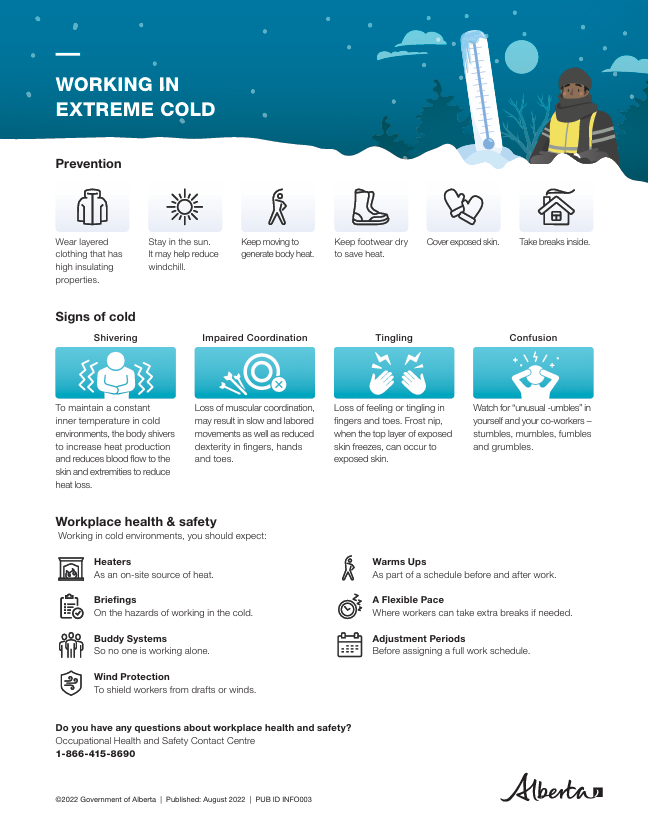 WORKING IN
EXTREME COLD
Prevention
Wear layered
clothing that has
high insulating
properties.
Stay in the sun.
It may help reduce
windchill.
Keep moving to
generate body heat.
Keep footwear dry
to save heat.
Cover exposed skin.
Take breaks inside.
Signs of cold
Shivering
To maintain a constant
inner temperature in cold
environments, the body shivers
to increase heat production
and reduces blood flow to the
skin and extremities to reduce
heat loss.
Impaired Coordination
Loss of muscular coordination,
may result in slow and labored
movements as well as reduced
dexterity in fingers, hands
and toes.
Tingling
Loss of feeling or tingling in
fingers and toes. Frost nip,
when the top layer of exposed
skin freezes, can occur to
exposed skin.
Confusion
Watch for “unusual -umbles” in
yourself and your co-workers –
stumbles, mumbles, fumbles
and grumbles.
Workplace health & safety
Working in cold environments, you should expect:
Heaters
As an on-site source of heat.
Briefings
On the hazards of working in the cold.
Buddy Systems
So no one is working alone.
Wind Protection
To shield workers from drafts or winds.
Warms Ups
As part of a schedule before and after work.
A Flexible Pace
Where workers can take extra breaks if needed.
Adjustment Periods
Before assigning a full work schedule.
Do you have any questions about workplace health and safety?
Occupational Health and Safety Contact Centre
1-866-415-8690
©2022 Government of Alberta | Published: August 2022 | PUB ID INFO003
Alberta